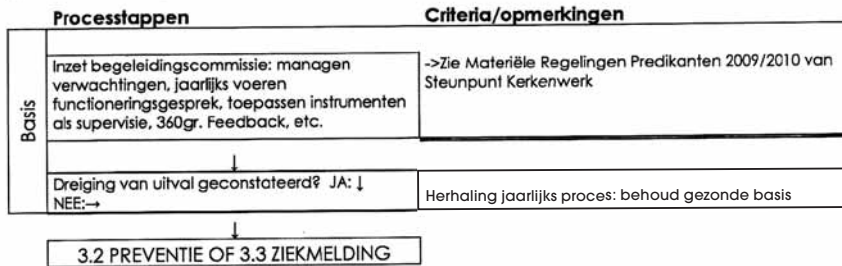 Processtappen
Criteria/opmerkingen
Basis
Inzet begeleidingscommissie: managen
verwachtingen, jaarlijks voeren
functioneringsgesprek, toepassen instrumenten
als supervisie, 360gr. Feedback, etc.
->Zie Materiële Regelingen Predikanten 2009/2010 van
Steunpunt Kerkenwerk
↓
Dreiging van uitval geconstateerd? JA: ↓
NEE:→
Herhaling jaarlijks proces: behoud gezonde basis
↓
3.2 PREVENTIE OF 3.3 ZIEKMELDING